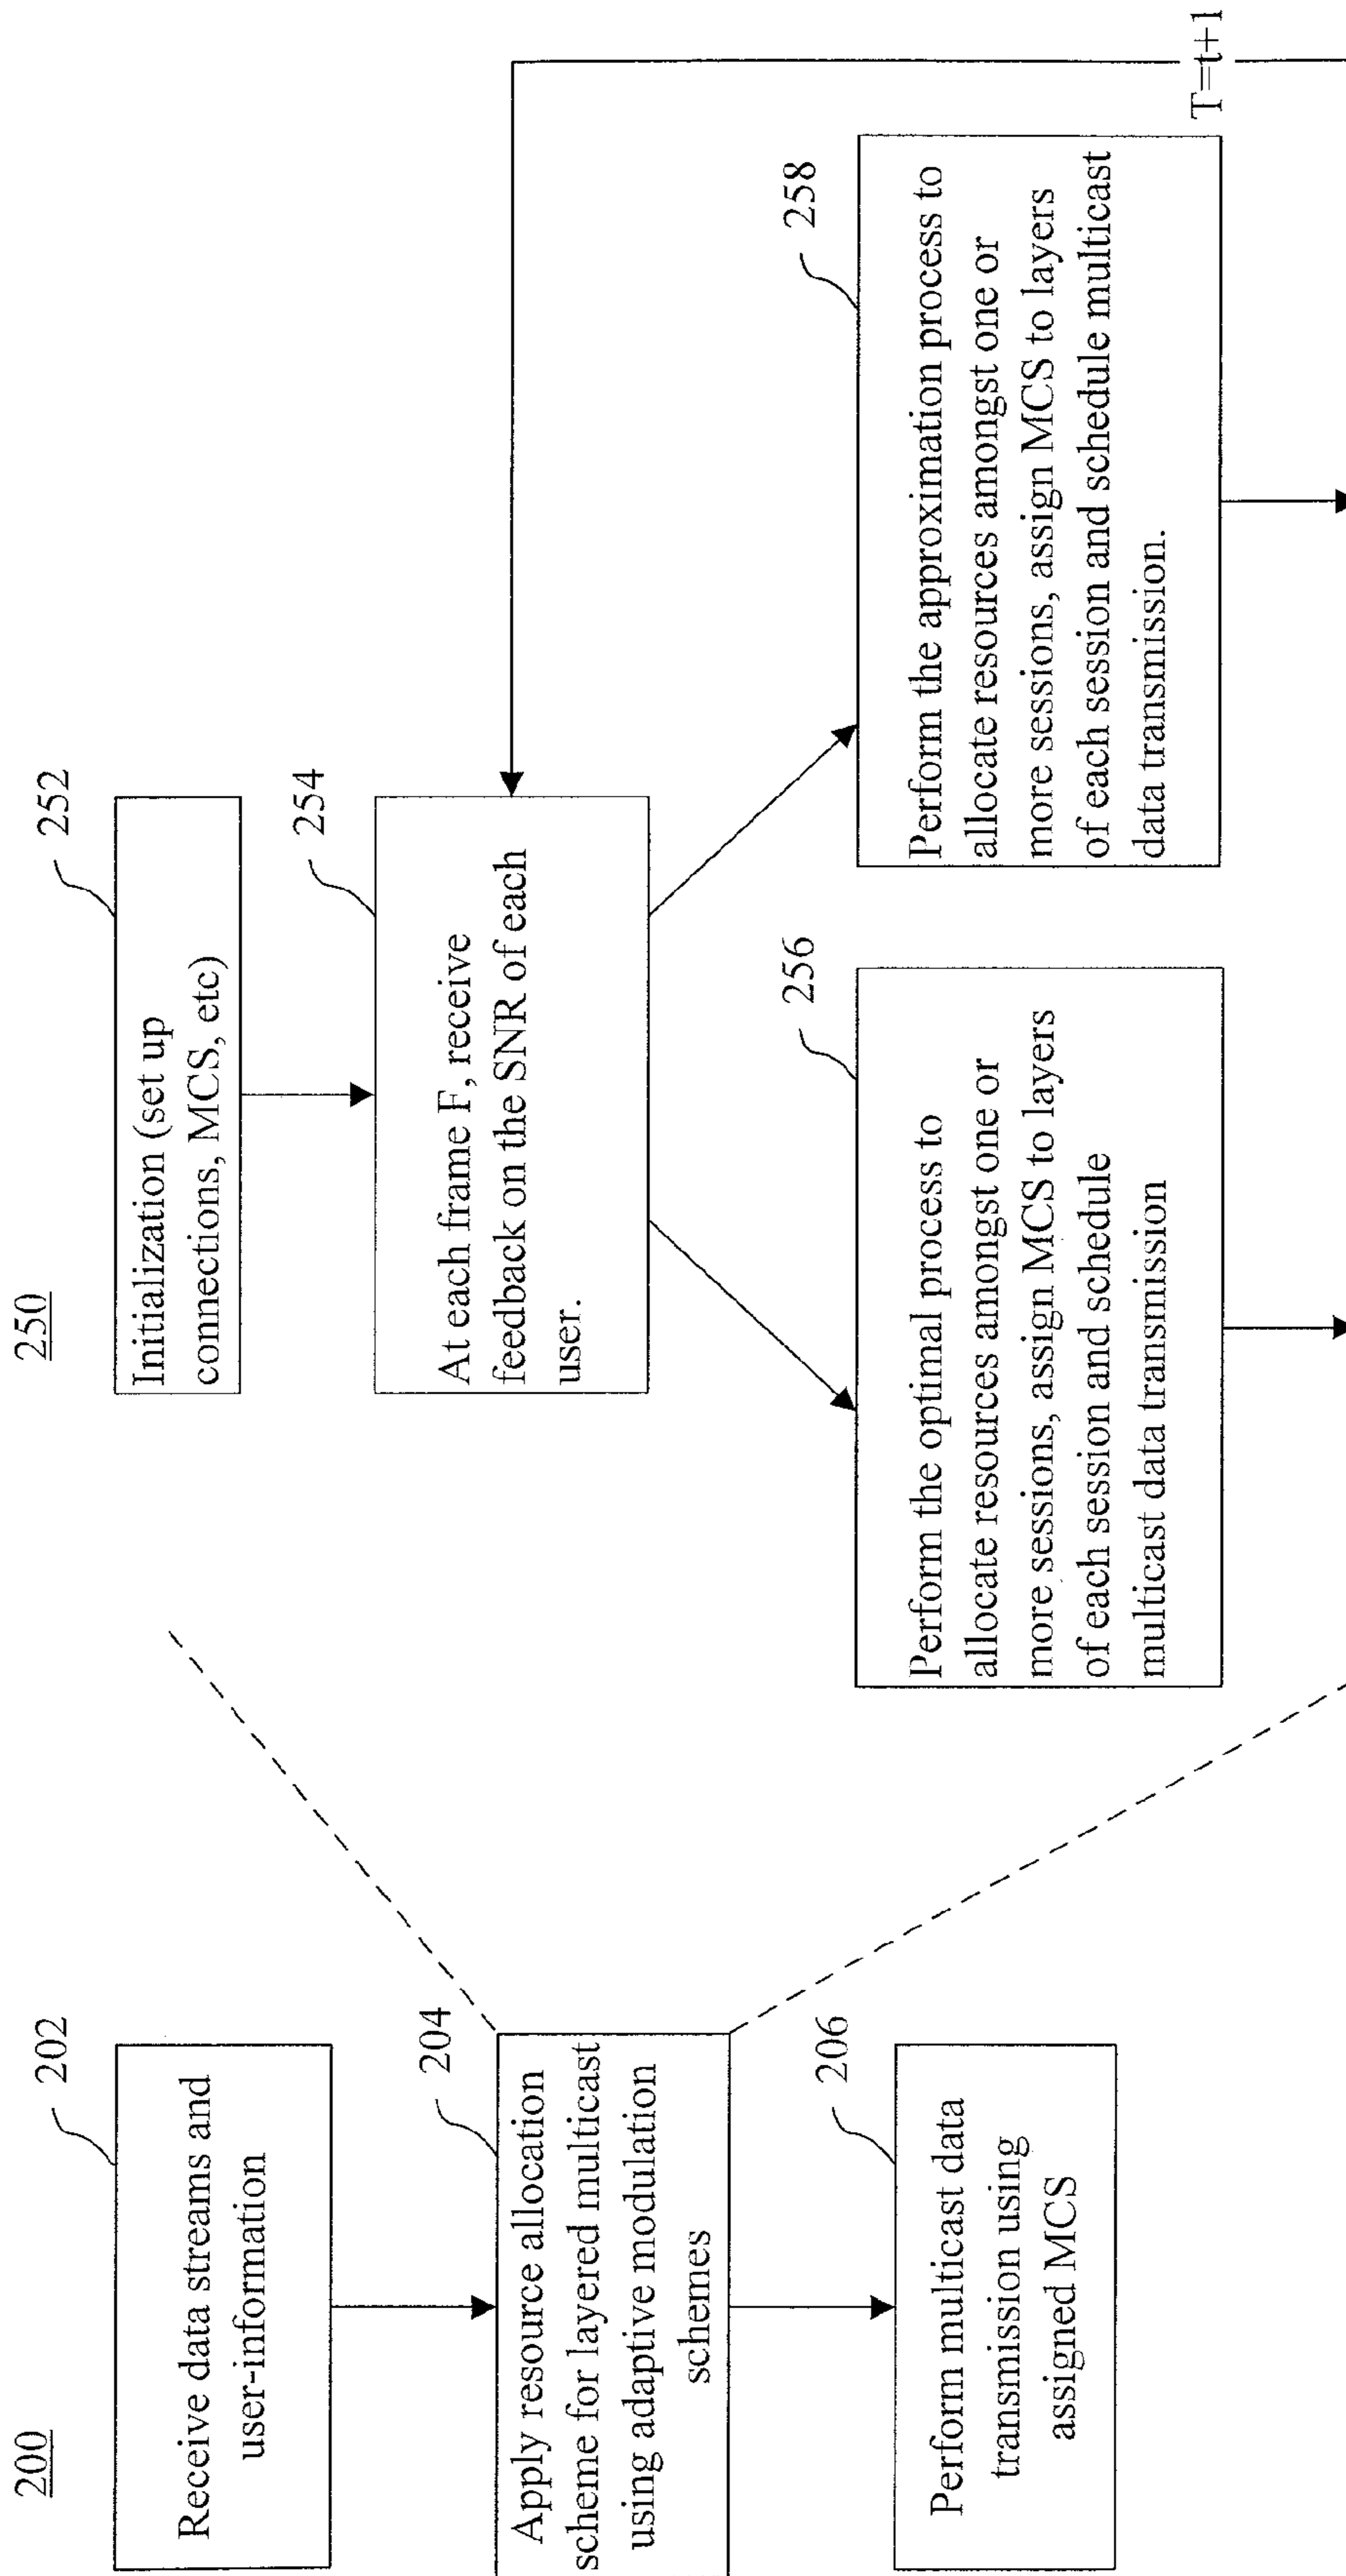 200
202
Receive data streams and
user-information
204
Apply resource allocation
scheme for layered multicast
using adaptive modulation
schemes
206
Perform multicast data
transmission using
assigned MCS
250
252
Initialization (set up
connections, MCS, etc)
254
At each frame F, receive
feedback on the SNR of each
user.
256
Perform the optimal process to
allocate resources amongst one or
more sessions, assign MCS to layers
of each session and schedule
multicast data transmission
258
Perform the approximation process to
allocate resources amongst one or
more sessions, assign MCS to layers
of each session and schedule multicast
data transmission.
T=t+1